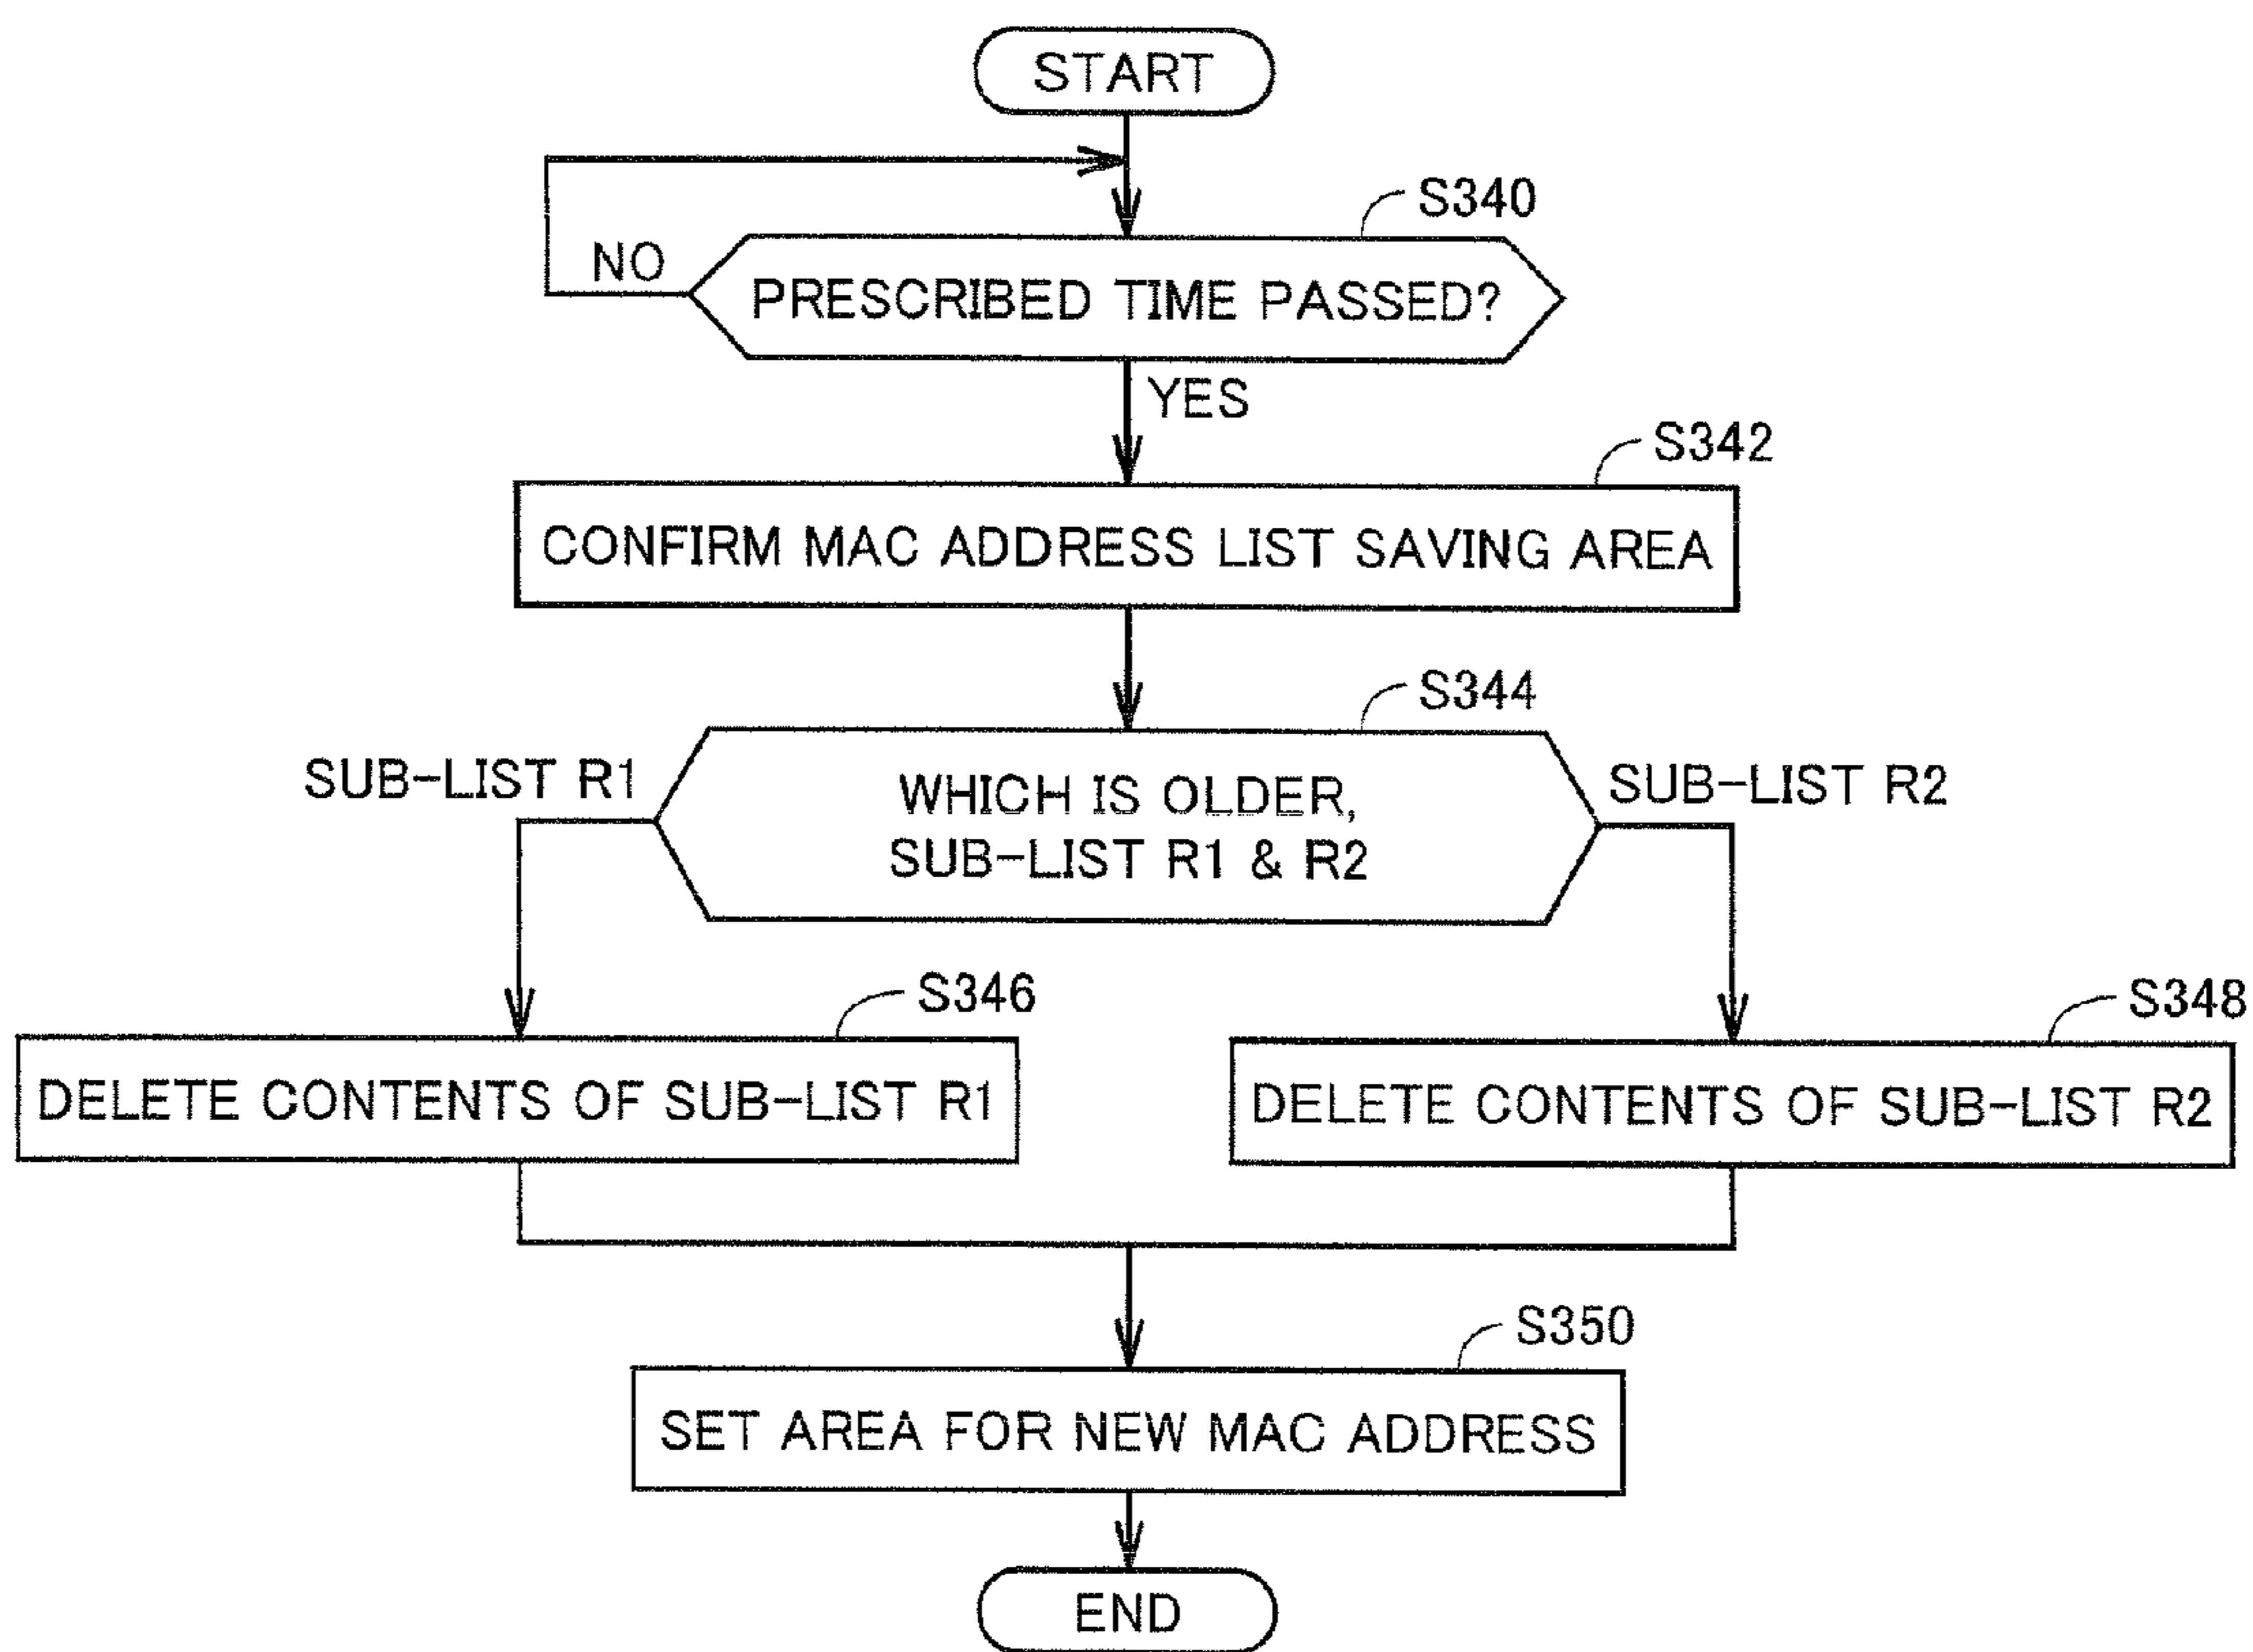 START
S340
NO
PRESCRIBED TIME PASSED?
YES
S342
CONFIRM MAC ADDRESS LIST SAVING AREA
S344
SUB-LIST R1
WHICH IS OLDER,
SUB-LIST R1 & R2
SUB-LIST R2
S346
S348
DELETE CONTENTS OF SUB-LIST R1
DELETE CONTENTS OF SUB-LIST R2
S350
SET AREA FOR NEW MAC ADDRESS
END